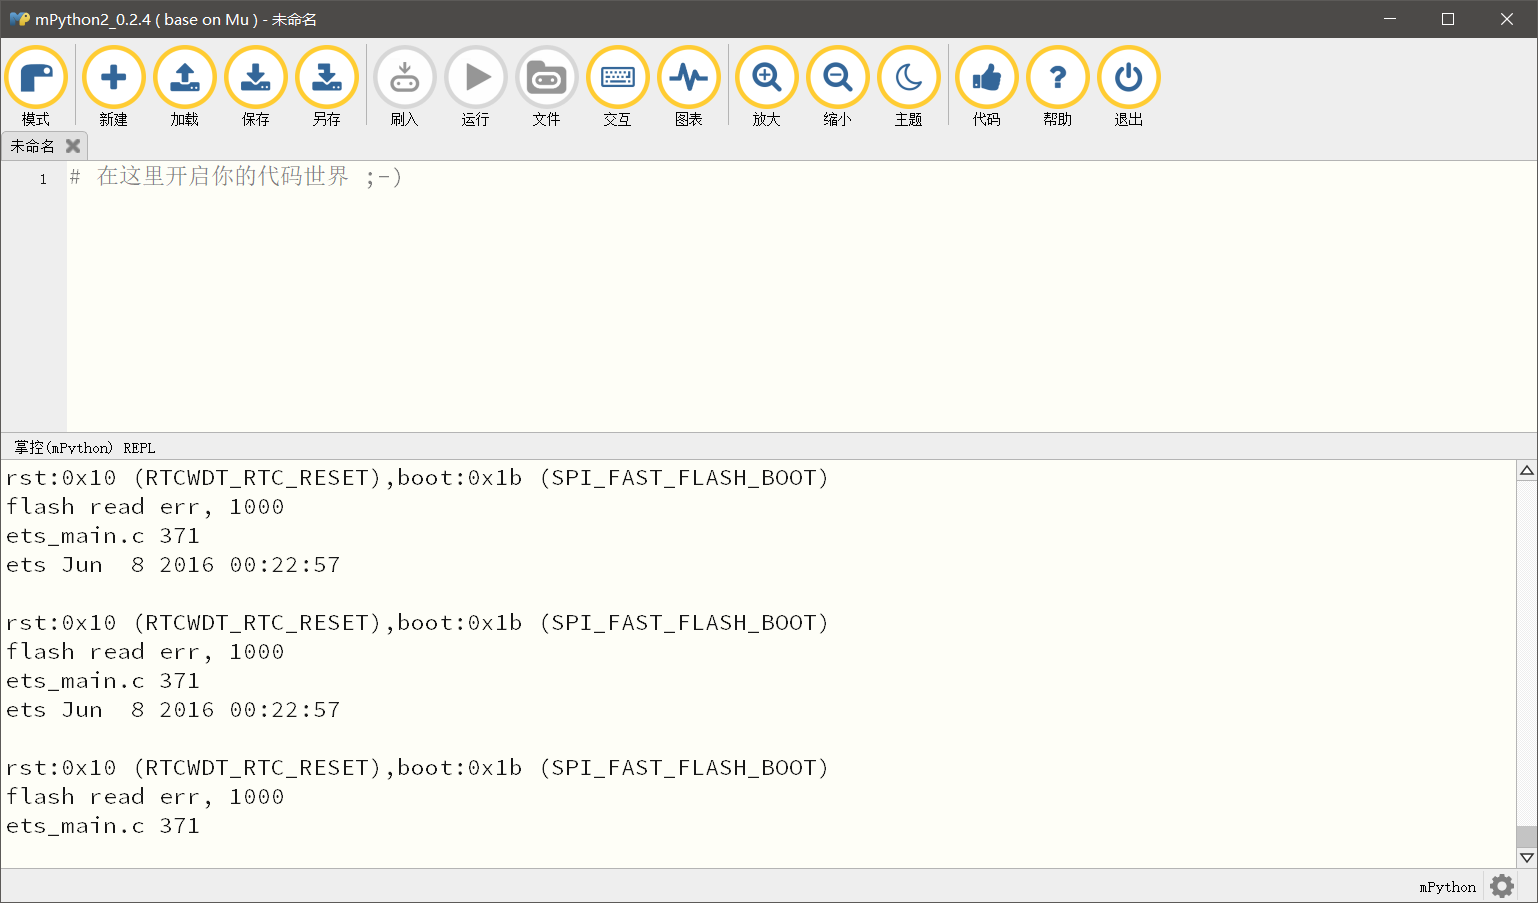 mPython2_0.2.4 ( base on Mu ) - 未命名
模式 新建 加载 保存 另存 刷入 运行 文件 交互 图表 放大 缩小 主题 代码 帮助 退出
未命名
1 # 在这里开启你的代码世界 ;-)
掌控(mPython) REPL
rst:0x10 (RTCWDT_RTC_RESET),boot:0x1b (SPI_FAST_FLASH_BOOT)
flash read err, 1000
ets_main.c 371
ets Jun  8 2016 00:22:57
rst:0x10 (RTCWDT_RTC_RESET),boot:0x1b (SPI_FAST_FLASH_BOOT)
flash read err, 1000
ets_main.c 371
ets Jun  8 2016 00:22:57
rst:0x10 (RTCWDT_RTC_RESET),boot:0x1b (SPI_FAST_FLASH_BOOT)
flash read err, 1000
ets_main.c 371
mPython